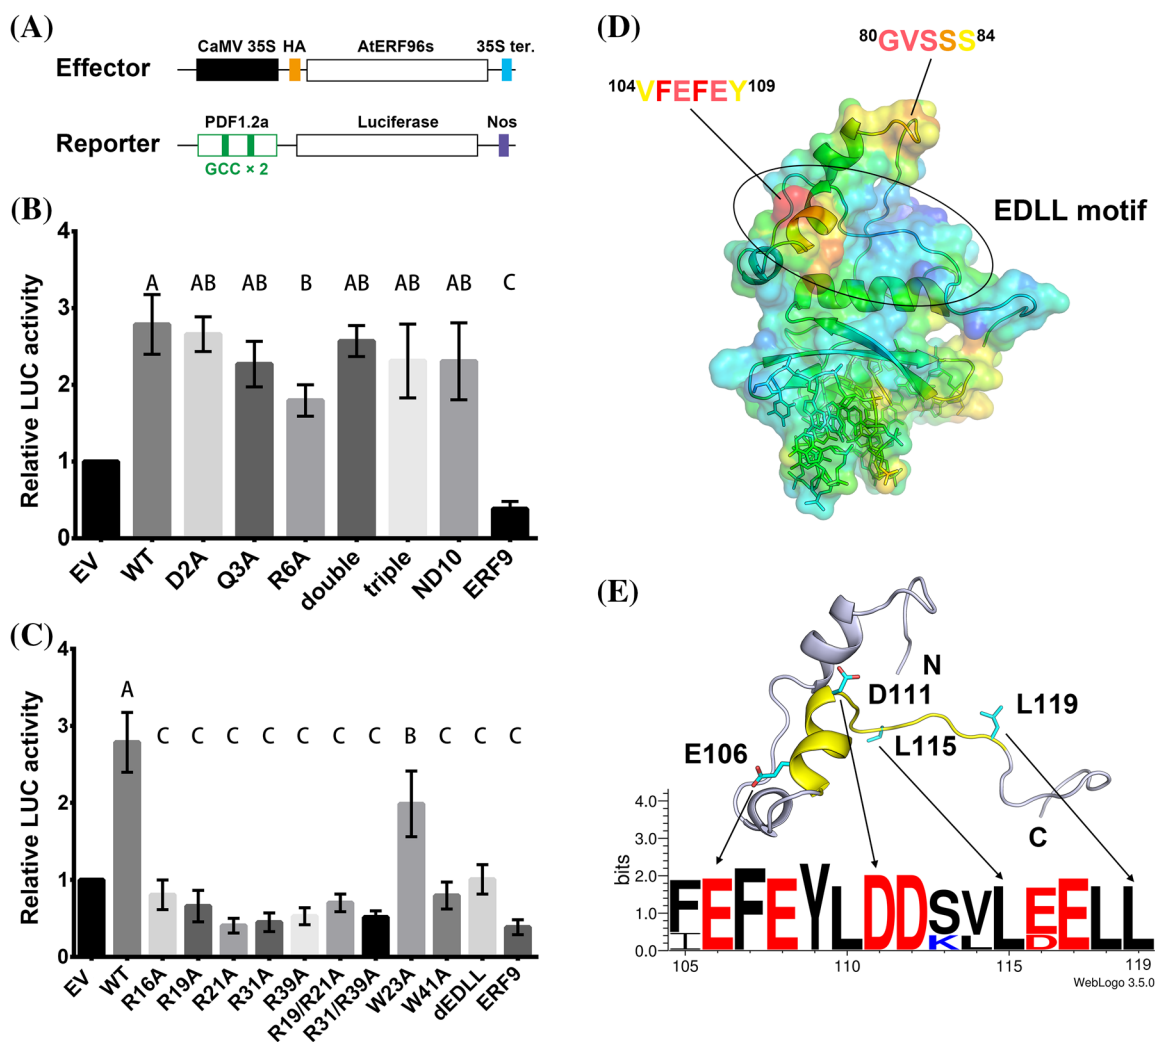 (A)
CaMV 35S HA AtERF96s 35S ter.
Effector
PDF1.2a Luciferase Nos
Reporter
GCC × 2
(B)
Relative LUC activity
4
3
2
1
0
A AB AB B AB AB AB C
EV WT D2A Q3A R6A double triple ND10 ERF9
(C)
Relative LUC activity
4
3
2
1
0
A C C C C C C C B C C C
EV WT R16A R19A R21A R31A R39A R19/R21A R31/R39A W23A W41A dEDLL ERF9
(D)
80GVSSS84
104VFEFEY109
EDLL motif
(E)
N
D111
L119
L115
E106
C
bits
4.0
3.0
2.0
1.0
0.0
FEFEYLDDSVLEELL
I K L D
105 110 115 119
WebLogo 3.5.0